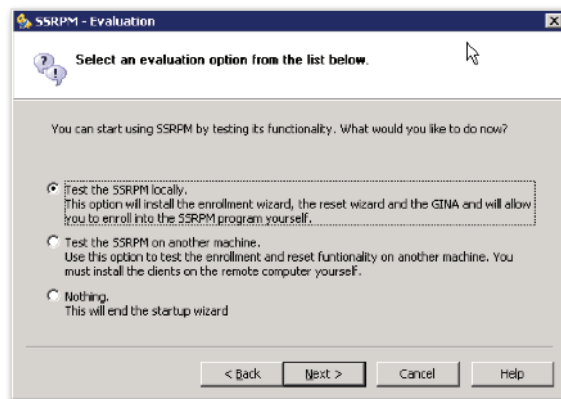 SSRPM - Evaluation
Select an evaluation option from the list below.
You can start using SSRPM by testing its functionality. What would you like to do now?
Test the SSRPM locally.
This option will install the enrollment wizard, the reset wizard and the GINA and will allow
you to enroll into the SSRPM program yourself.
Test the SSRPM on another machine.
Use this option to test the enrollment and reset funtionality on another machine. You
must install the clients on the remote computer yourself.
Nothing.
This will end the startup wizard
< Back
Next >
Cancel
Help